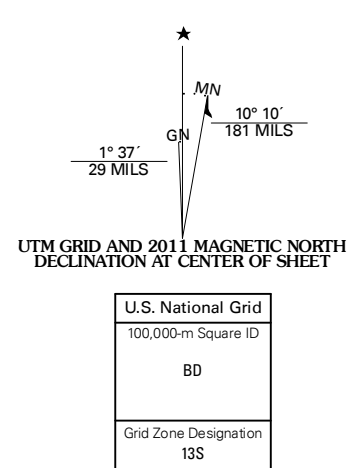 MN
10° 10´
181 MILS
GN
1° 37´
29 MILS
UTM GRID AND 2011 MAGNETIC NORTH
DECLINATION AT CENTER OF SHEET
U.S. National Grid
100,000-m Square ID
BD
Grid Zone Designation
13S